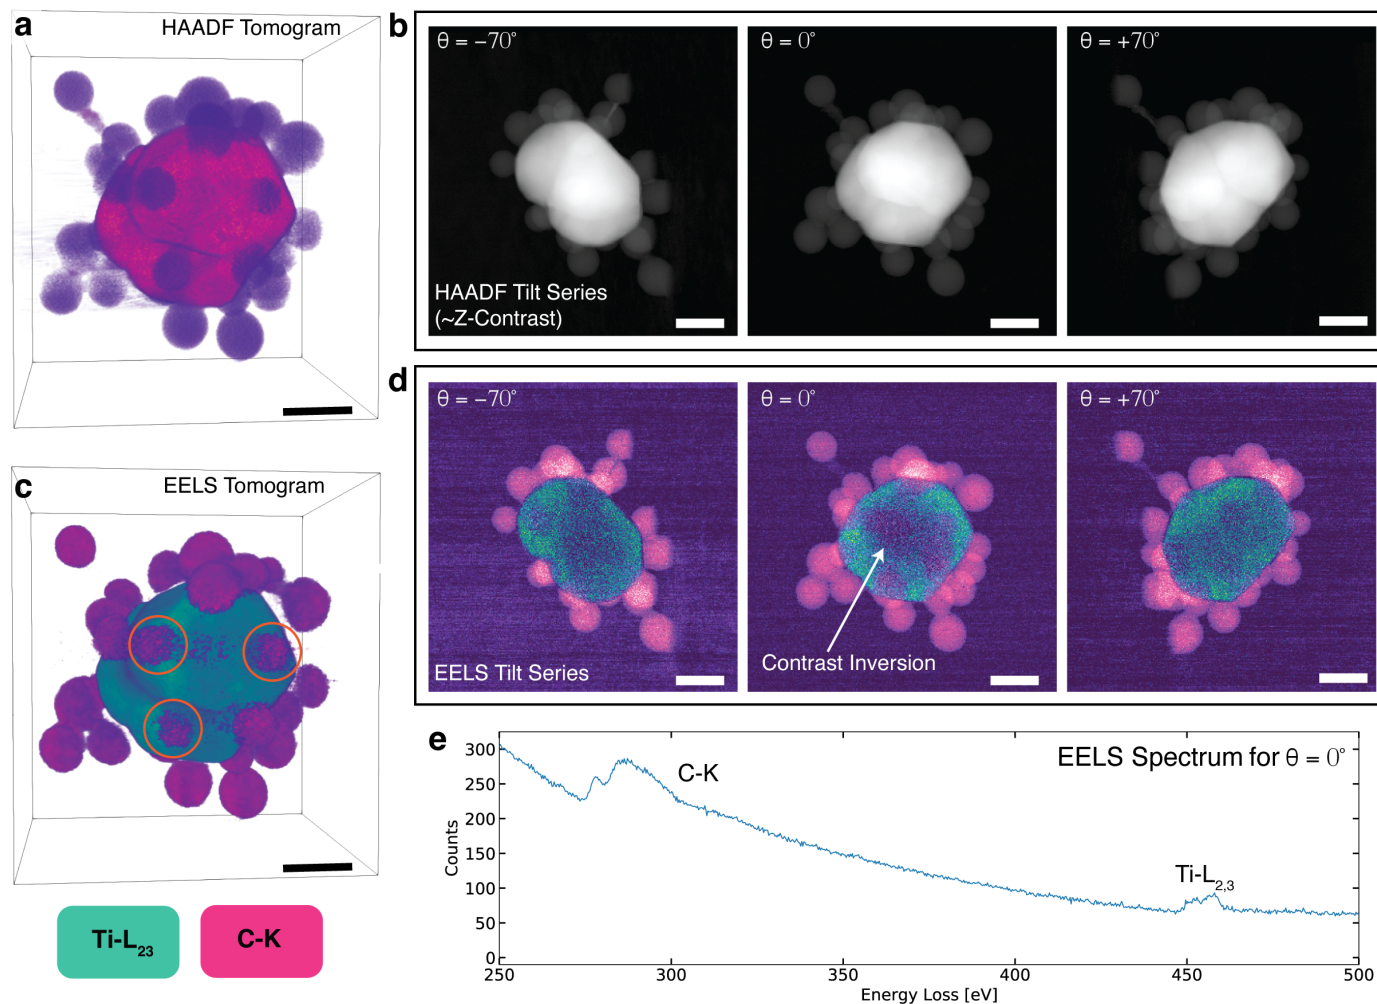 a
HAADF Tomogram
b
θ = −70°
θ = 0°
θ = +70°
HAADF Tilt Series
(~Z-Contrast)
c
EELS Tomogram
Ti-L23
C-K
d
θ = −70°
θ = 0°
θ = +70°
Contrast Inversion
EELS Tilt Series
e
EELS Spectrum for θ = 0°
C-K
Ti-L2,3
Counts
300
250
200
150
100
50
0
250
300
350
400
450
500
Energy Loss [eV]